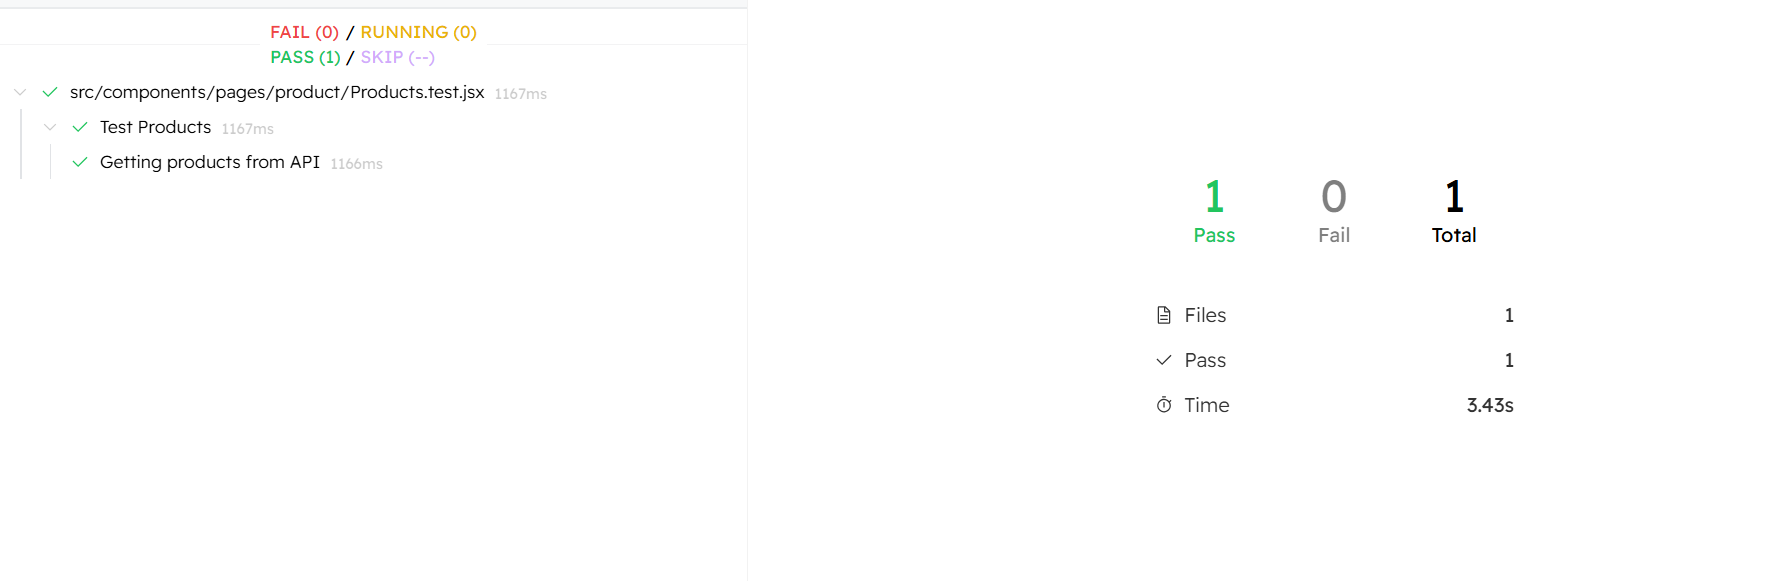 FAIL (0) / RUNNING (0)
PASS (1) / SKIP (--)
src/components/pages/product/Products.test.jsx 1167ms
Test Products 1167ms
Getting products from API 1166ms
1 0 1
Pass Fail Total
Files 1
Pass 1
Time 3.43s